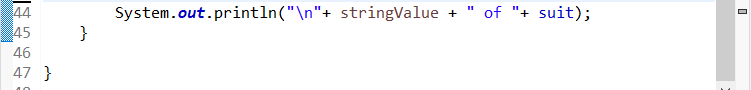 44 System.out.println("\n"+ stringValue + " of "+ suit);
45 }
46
47 }